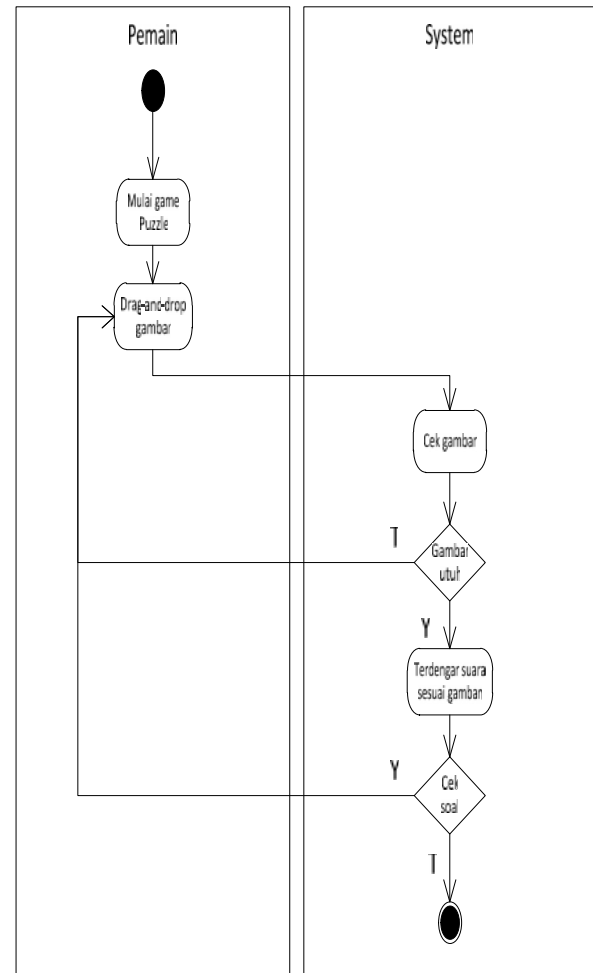 Pemain
System
Mulai game
Puzzle
Drag-and-drop
gambar
Cek gambar
T
Gambar
utuh
Y
Terdengar suara
sesuai gambar
Y
Cek
soal
T